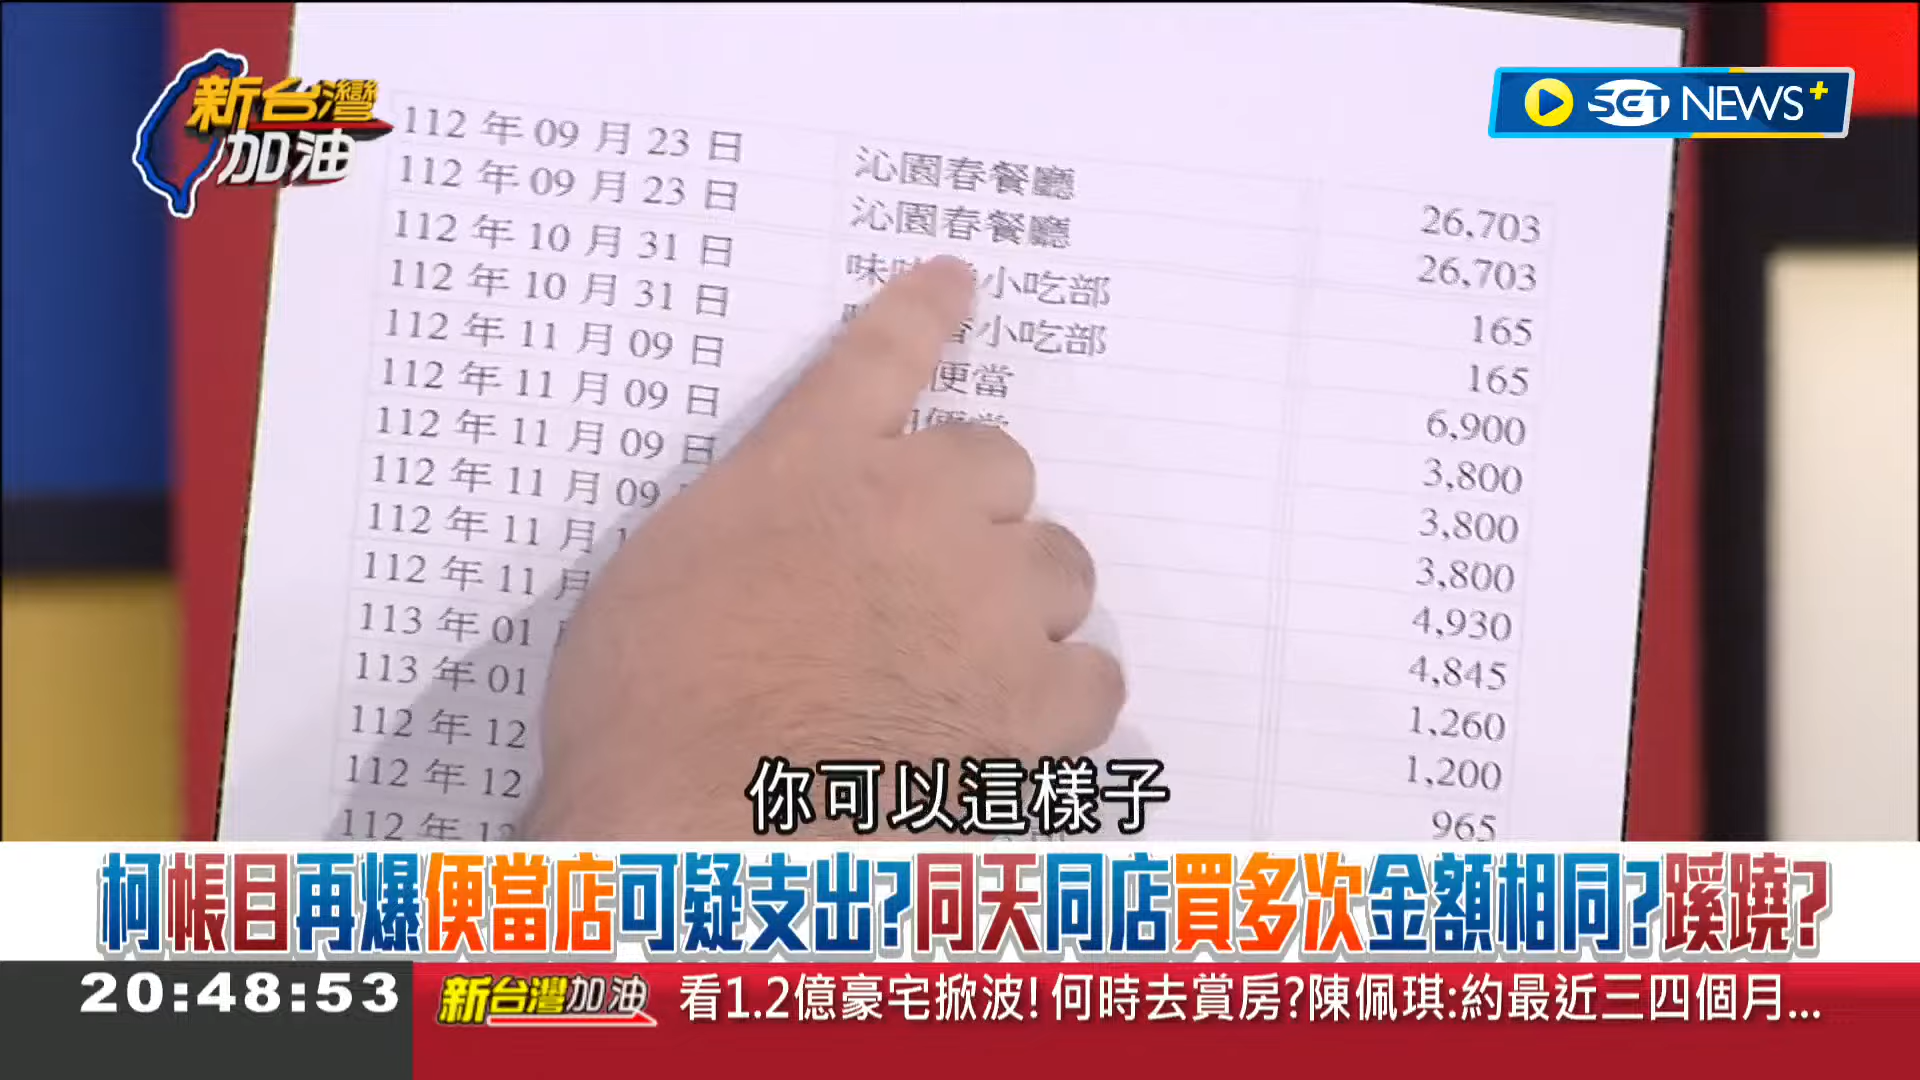 新台灣
加油
SET NEWS+
112 年 09 月 23 日 沁園春餐廳 26,703
112 年 09 月 23 日 沁園春餐廳 26,703
112 年 10 月 31 日 味 小吃部 165
112 年 10 月 31 日 香小吃部 165
112 年 11 月 09 日 便當 6,900
112 年 11 月 09 日 便當 3,800
112 年 11 月 09 日 3,800
112 年 11 月 09 3,800
112 年 11 月 4,930
112 年 11 月 4,845
113 年 01 1,260
113 年 01 1,200
112 年 12 965
112 年 12
112 年 12
你可以這樣子
柯帳目再爆便當店可疑支出?同天同店買多次金額相同?蹊蹺?
20:48:53 新台灣加油 看1.2億豪宅掀波!何時去賞房?陳佩琪:約最近三四個月...